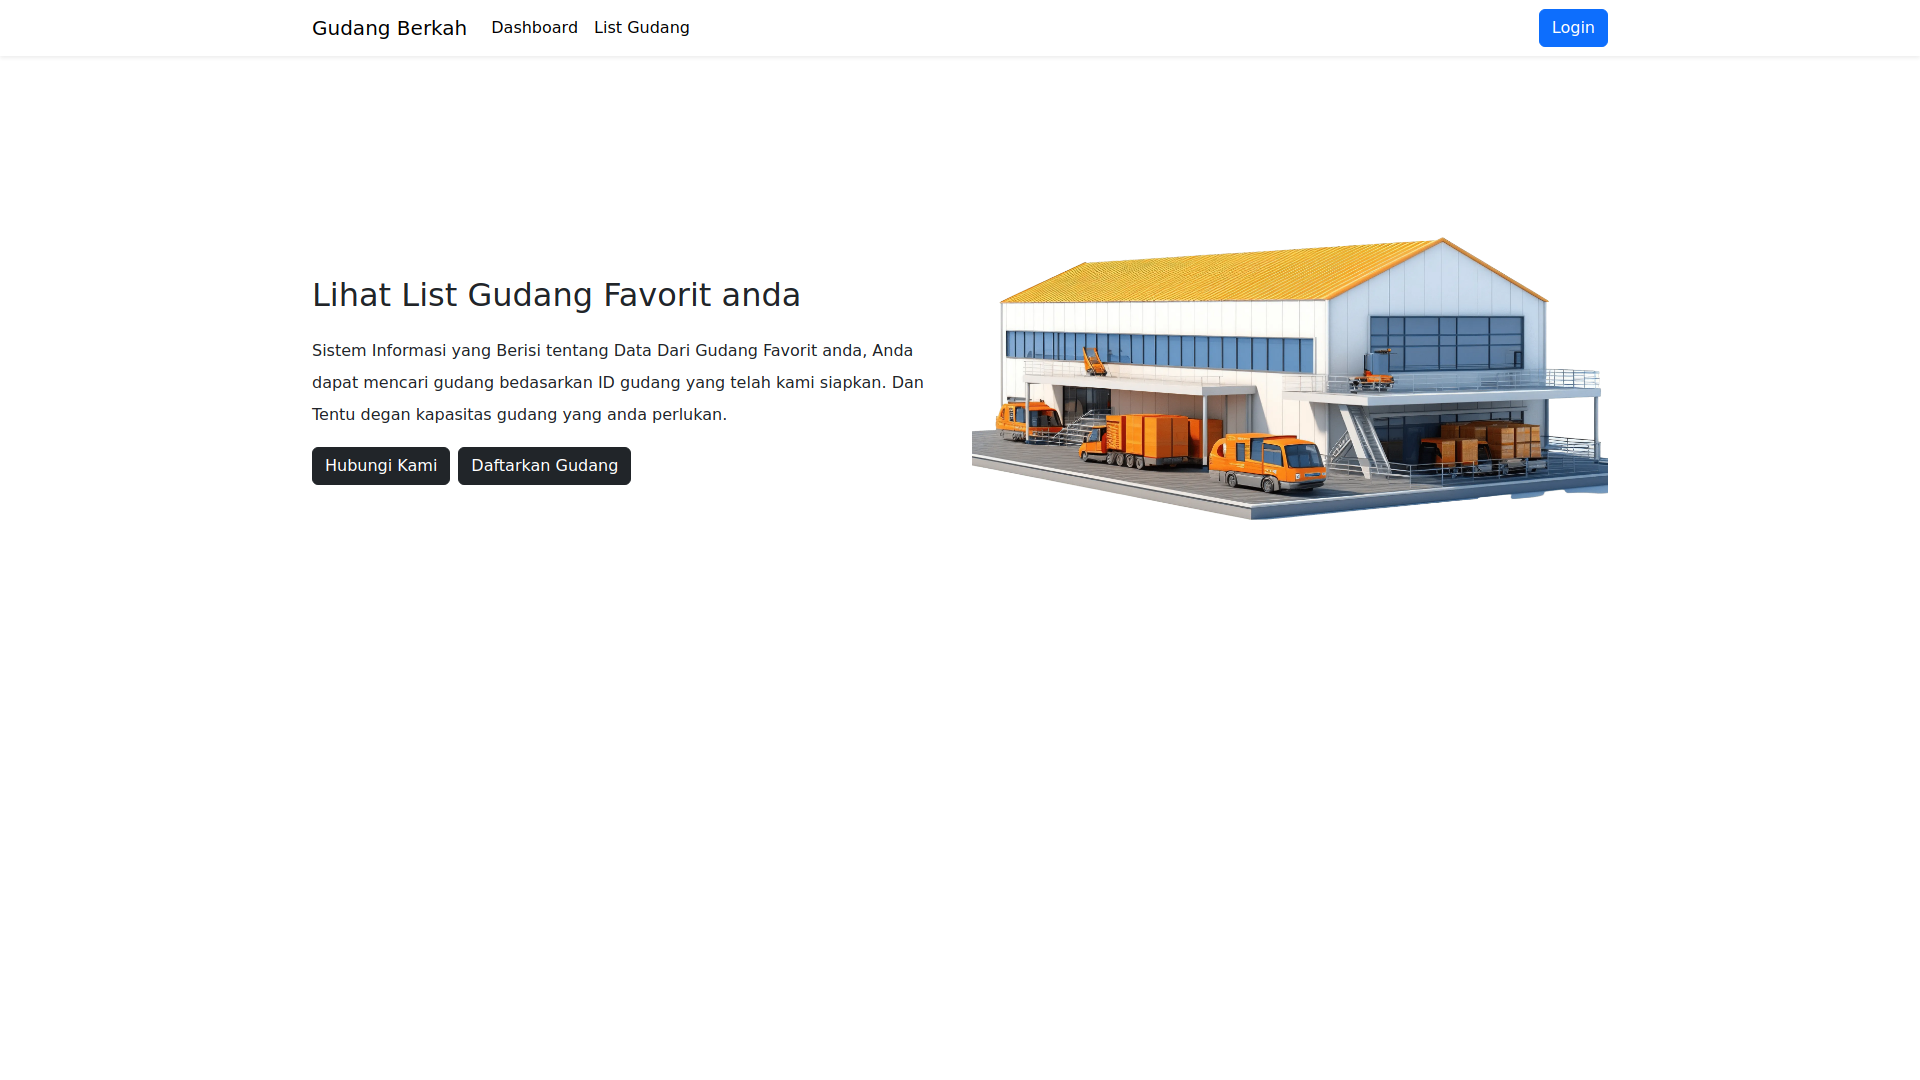 Gudang Berkah Dashboard List Gudang Login
Lihat List Gudang Favorit anda
Sistem Informasi yang Berisi tentang Data Dari Gudang Favorit anda, Anda
dapat mencari gudang bedasarkan ID gudang yang telah kami siapkan. Dan
Tentu degan kapasitas gudang yang anda perlukan.
Hubungi Kami Daftarkan Gudang